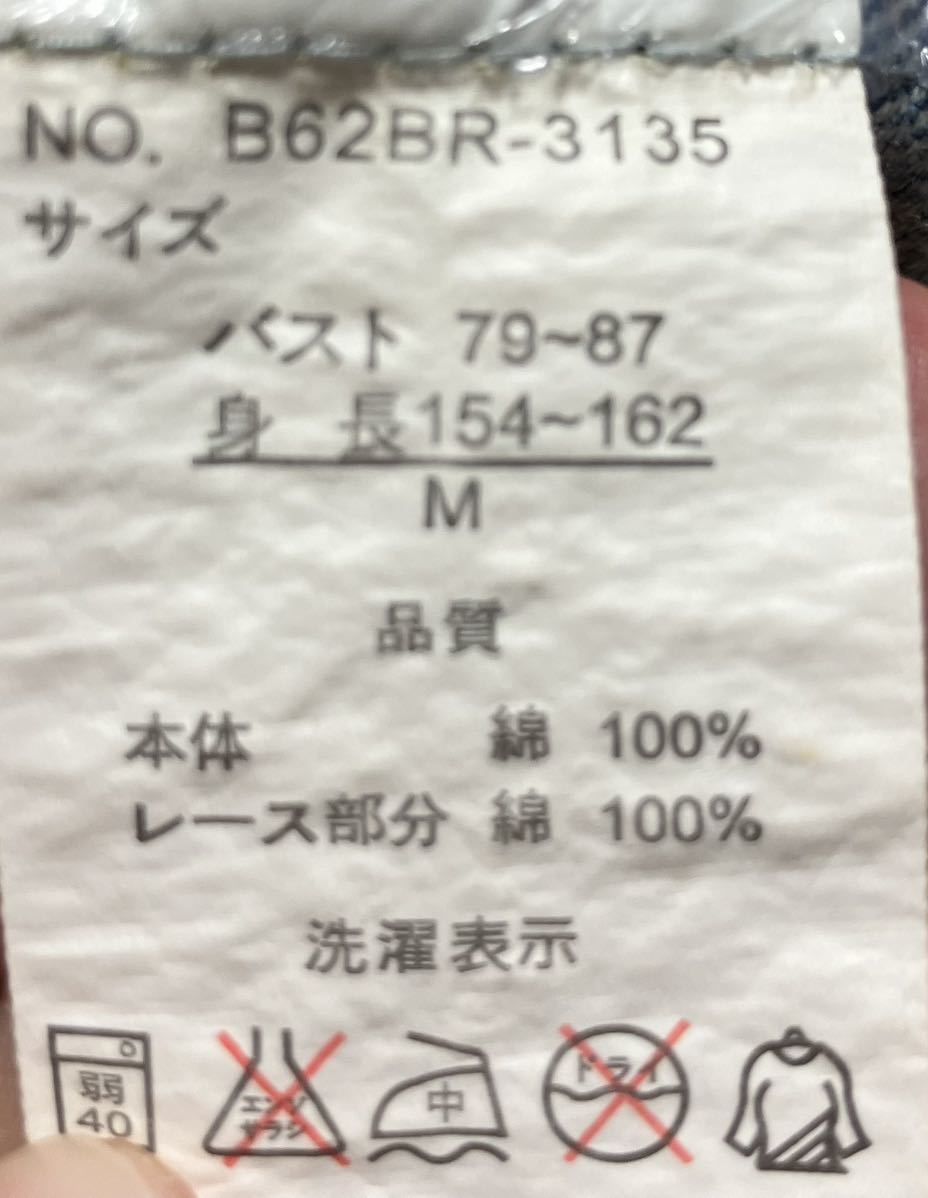 NO. B62BR-3135
サイズ
バスト 79~87
身 長154~162
M
品質
本体 綿 100%
レース部分 綿 100%
洗濯表示
弱
40
エンソ
サラシ
中
ドライ